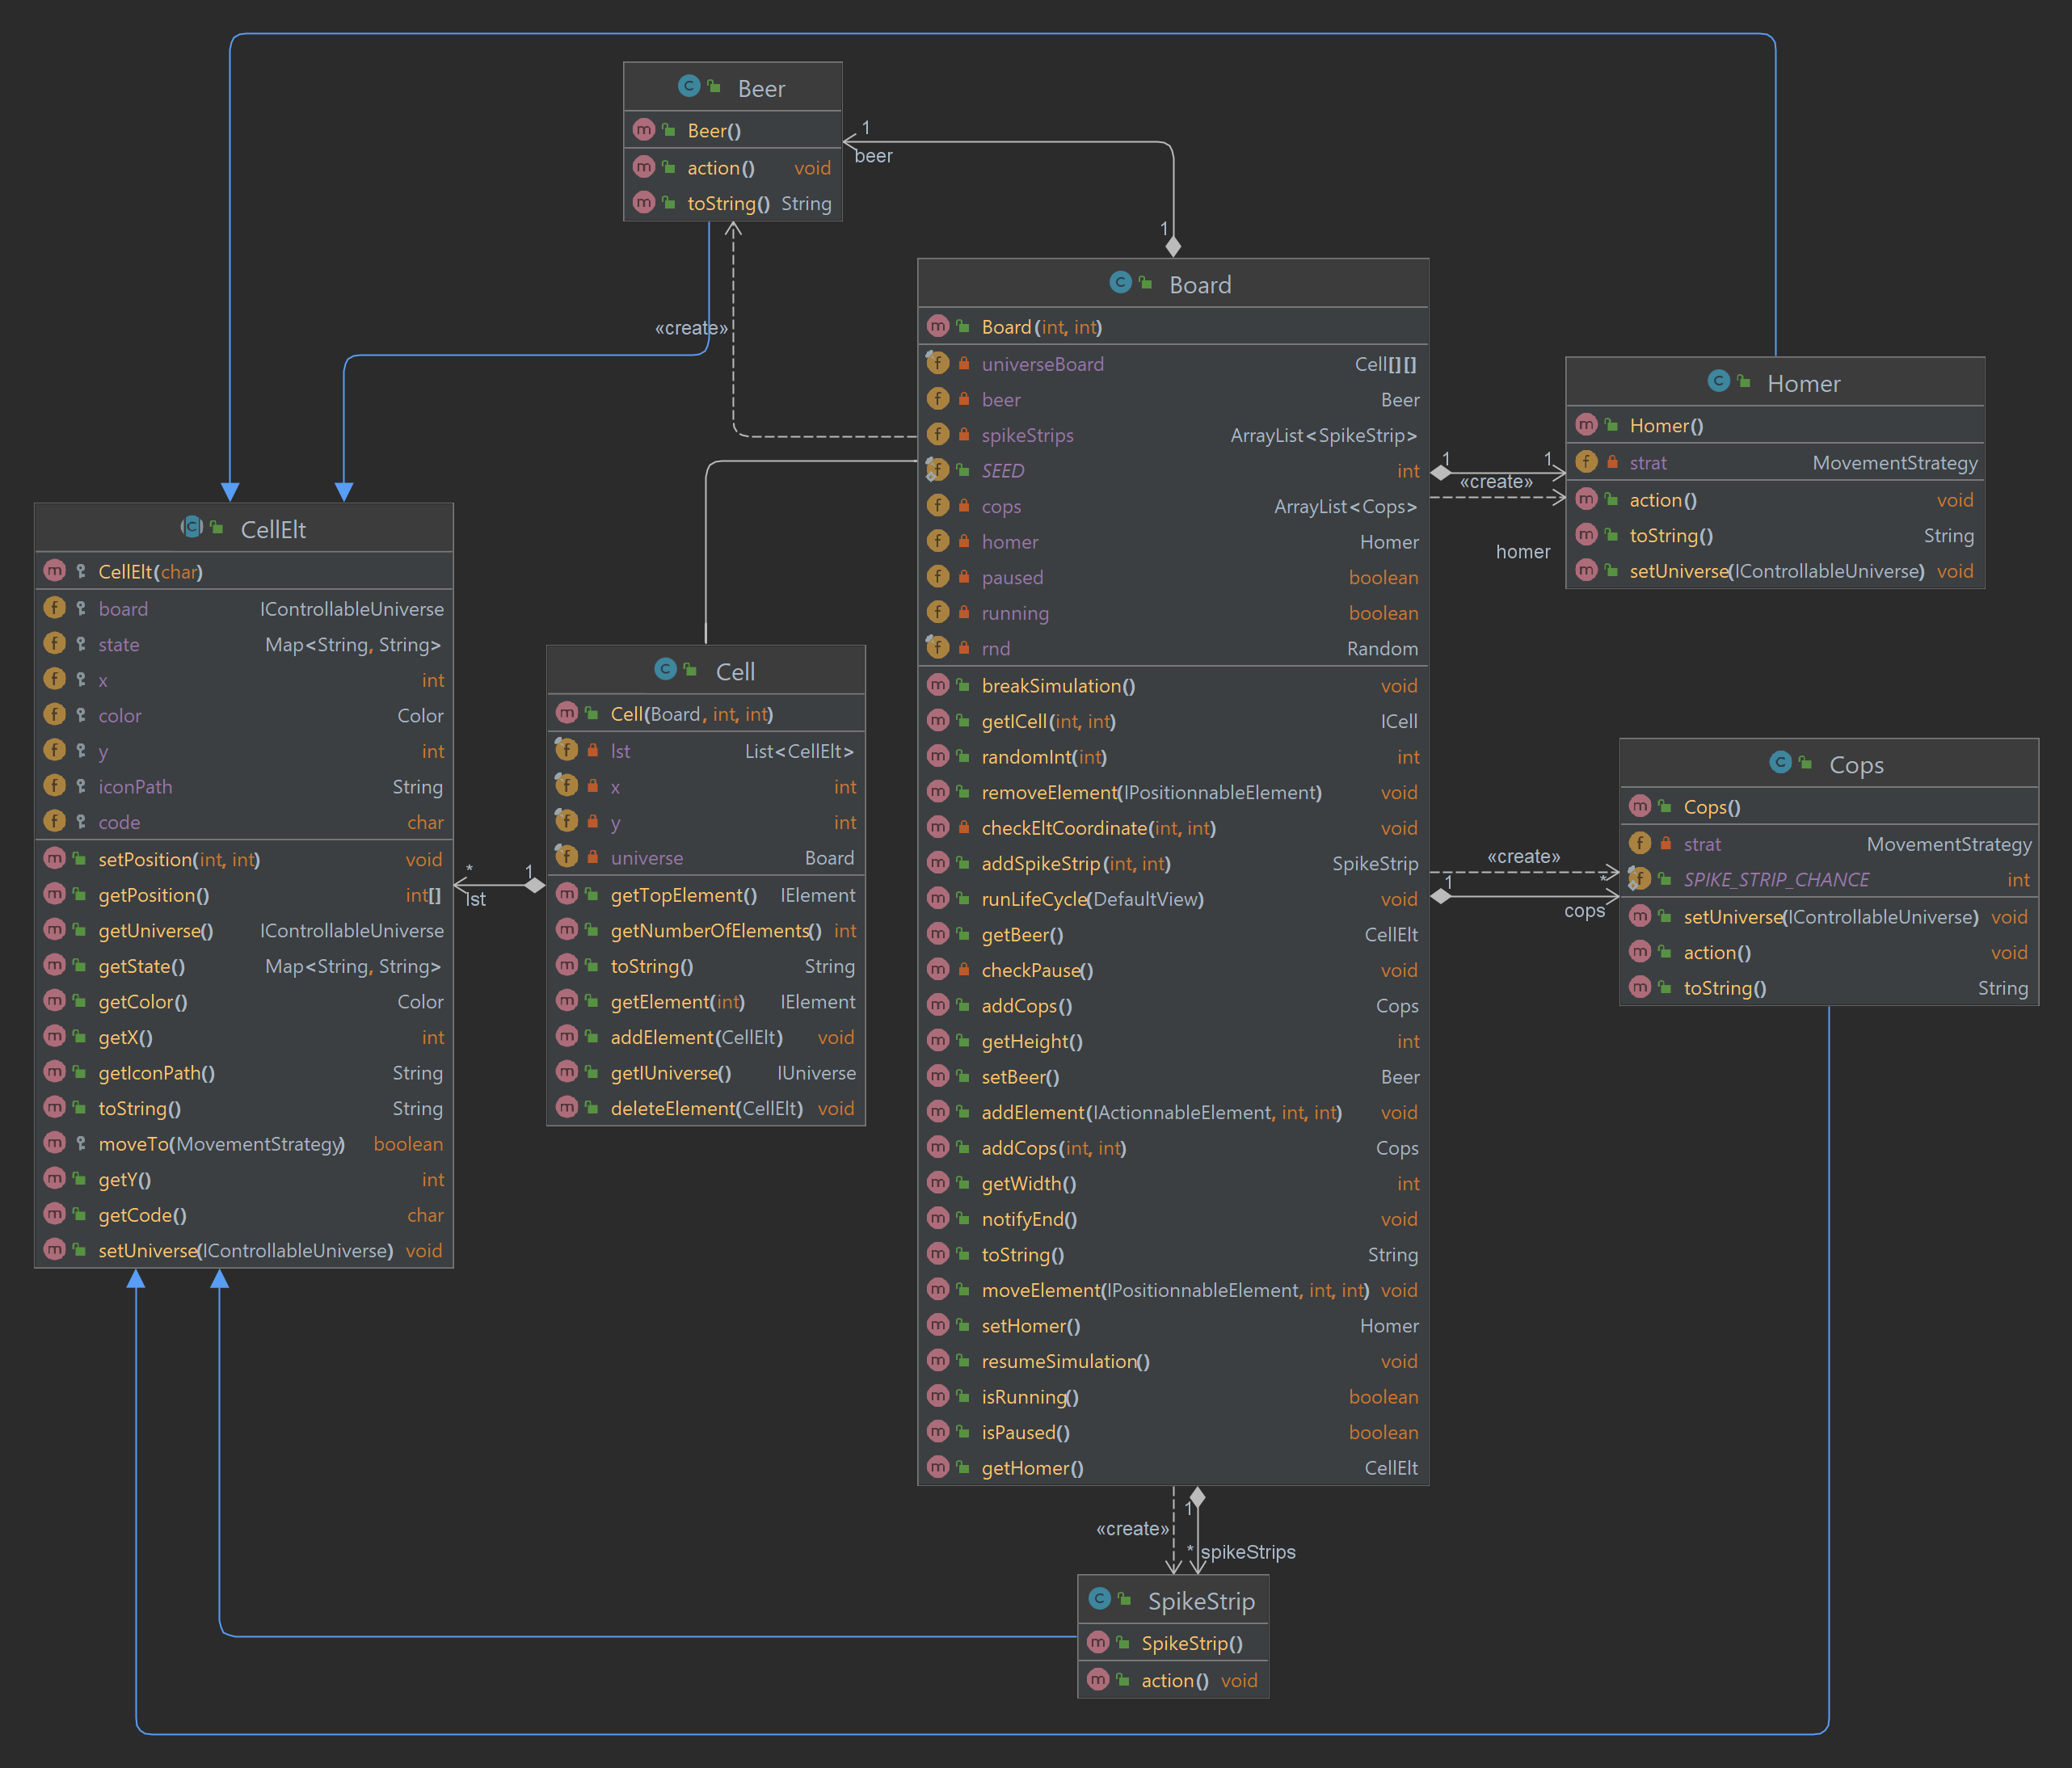 Beer
Beer()
action() void
toString() String
1
beer
1
«create»
Board
Board(int, int)
universeBoard Cell[][]
beer Beer
spikeStrips ArrayList<SpikeStrip>
SEED int
cops ArrayList<Cops>
homer Homer
paused boolean
running boolean
rnd Random
breakSimulation() void
getICell(int, int) ICell
randomInt(int) int
removeElement(IPositionnableElement) void
checkEltCoordinate(int, int) void
addSpikeStrip(int, int) SpikeStrip
runLifeCycle(DefaultView) void
getBeer() CellElt
checkPause() void
addCops() Cops
getHeight() int
setBeer() Beer
addElement(IActionnableElement, int, int) void
addCops(int, int) Cops
getWidth() int
notifyEnd() void
toString() String
moveElement(IPositionnableElement, int, int) void
setHomer() Homer
resumeSimulation() void
isRunning() boolean
isPaused() boolean
getHomer() CellElt
1 1
«create»
homer
Homer
Homer()
strat MovementStrategy
action() void
toString() String
setUniverse(IControllableUniverse) void
CellElt
CellElt(char)
board IControllableUniverse
state Map<String, String>
x int
color Color
y int
iconPath String
code char
setPosition(int, int) void
getPosition() int[]
getUniverse() IControllableUniverse
getState() Map<String, String>
getColor() Color
getX() int
getIconPath() String
toString() String
moveTo(MovementStrategy) boolean
getY() int
getCode() char
setUniverse(IControllableUniverse) void
* 1
lst
Cell
Cell(Board, int, int)
lst List<CellElt>
x int
y int
universe Board
getTopElement() IElement
getNumberOfElements() int
toString() String
getElement(int) IElement
addElement(CellElt) void
getIUniverse() IUniverse
deleteElement(CellElt) void
«create»
1 *
cops
Cops
Cops()
strat MovementStrategy
SPIKE_STRIP_CHANCE int
setUniverse(IControllableUniverse) void
action() void
toString() String
1
«create»
* spikeStrips
SpikeStrip
SpikeStrip()
action() void